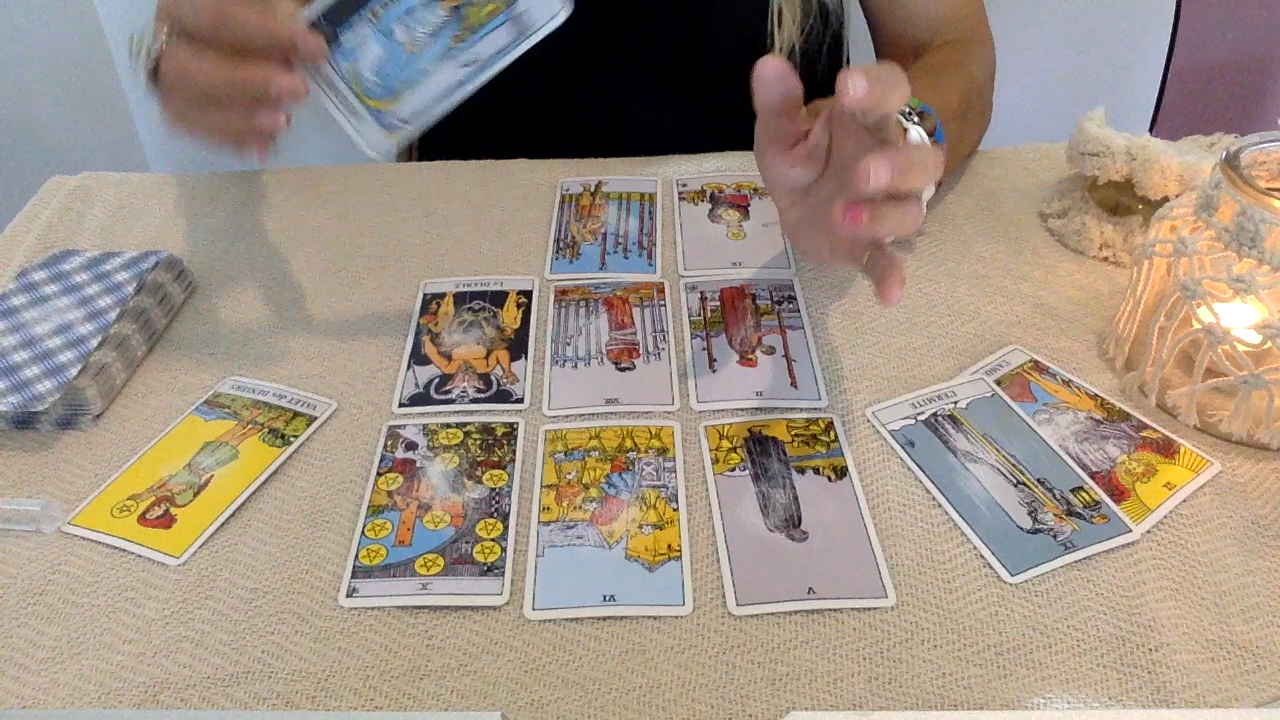 Le DIABLE
VIII
II
VALET des DENIERS
L'ERMITE
X
VI
V
IX